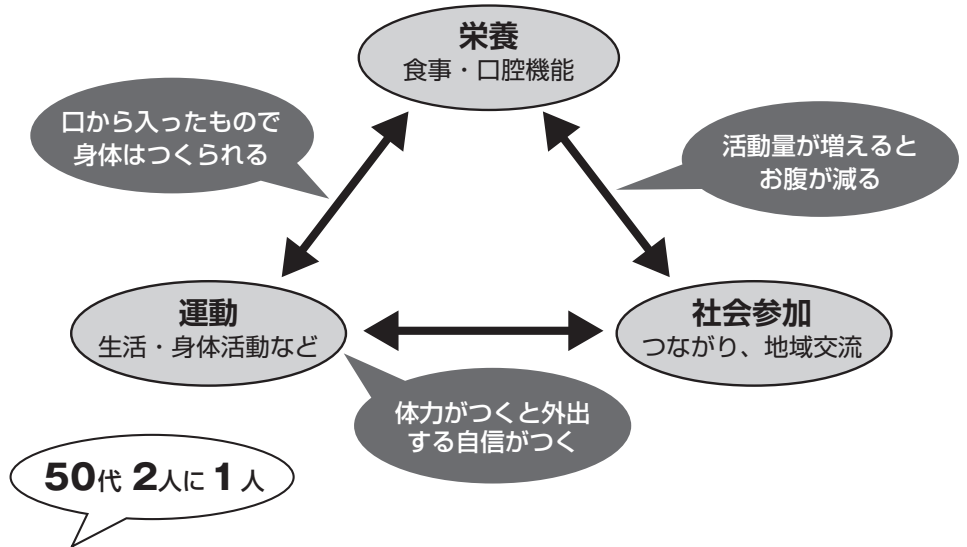 栄養
食事・口腔機能
口から入ったもので
身体はつくられる
活動量が増えると
お腹が減る
運動
生活・身体活動など
社会参加
つながり、地域交流
体力がつくと外出
する自信がつく
50代 2人に 1人